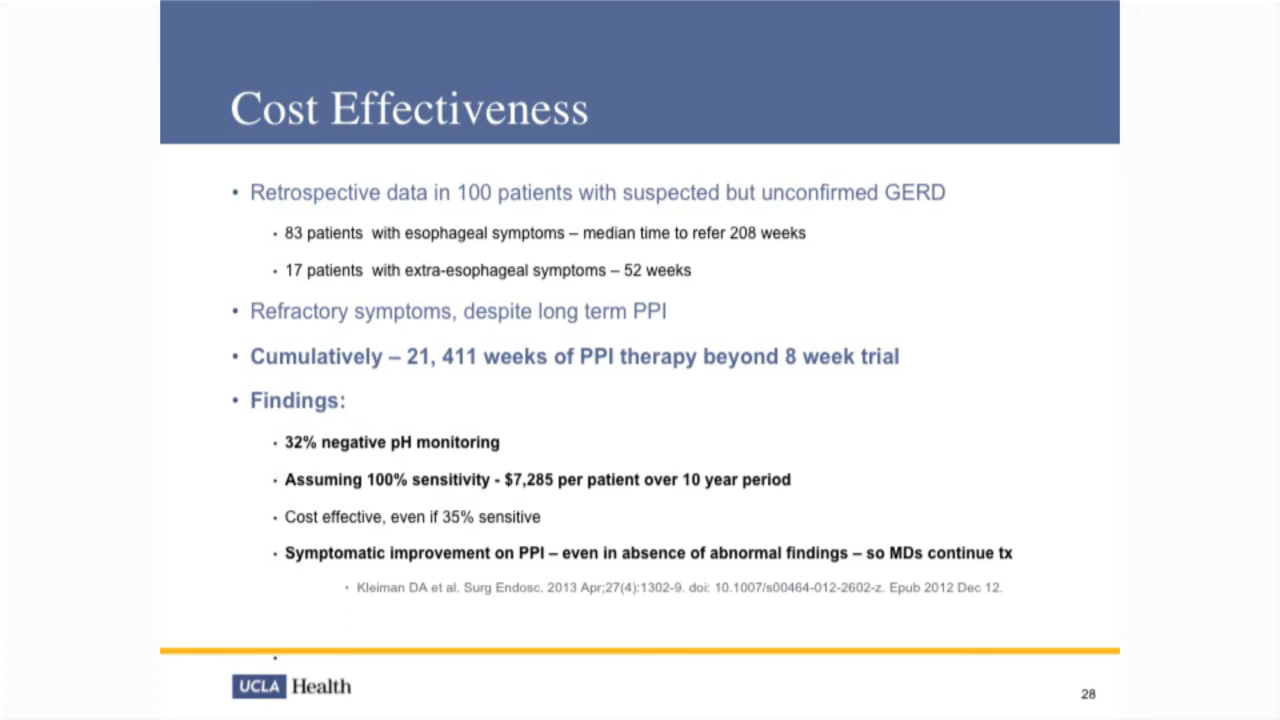 Cost Effectiveness
• Retrospective data in 100 patients with suspected but unconfirmed GERD
• 83 patients with esophageal symptoms – median time to refer 208 weeks
• 17 patients with extra-esophageal symptoms – 52 weeks
• Refractory symptoms, despite long term PPI
• Cumulatively – 21, 411 weeks of PPI therapy beyond 8 week trial
• Findings:
• 32% negative pH monitoring
• Assuming 100% sensitivity - $7,285 per patient over 10 year period
• Cost effective, even if 35% sensitive
• Symptomatic improvement on PPI – even in absence of abnormal findings – so MDs continue tx
• Kleiman DA et al. Surg Endosc. 2013 Apr;27(4):1302-9. doi: 10.1007/s00464-012-2602-z. Epub 2012 Dec 12.
•
UCLA Health
28